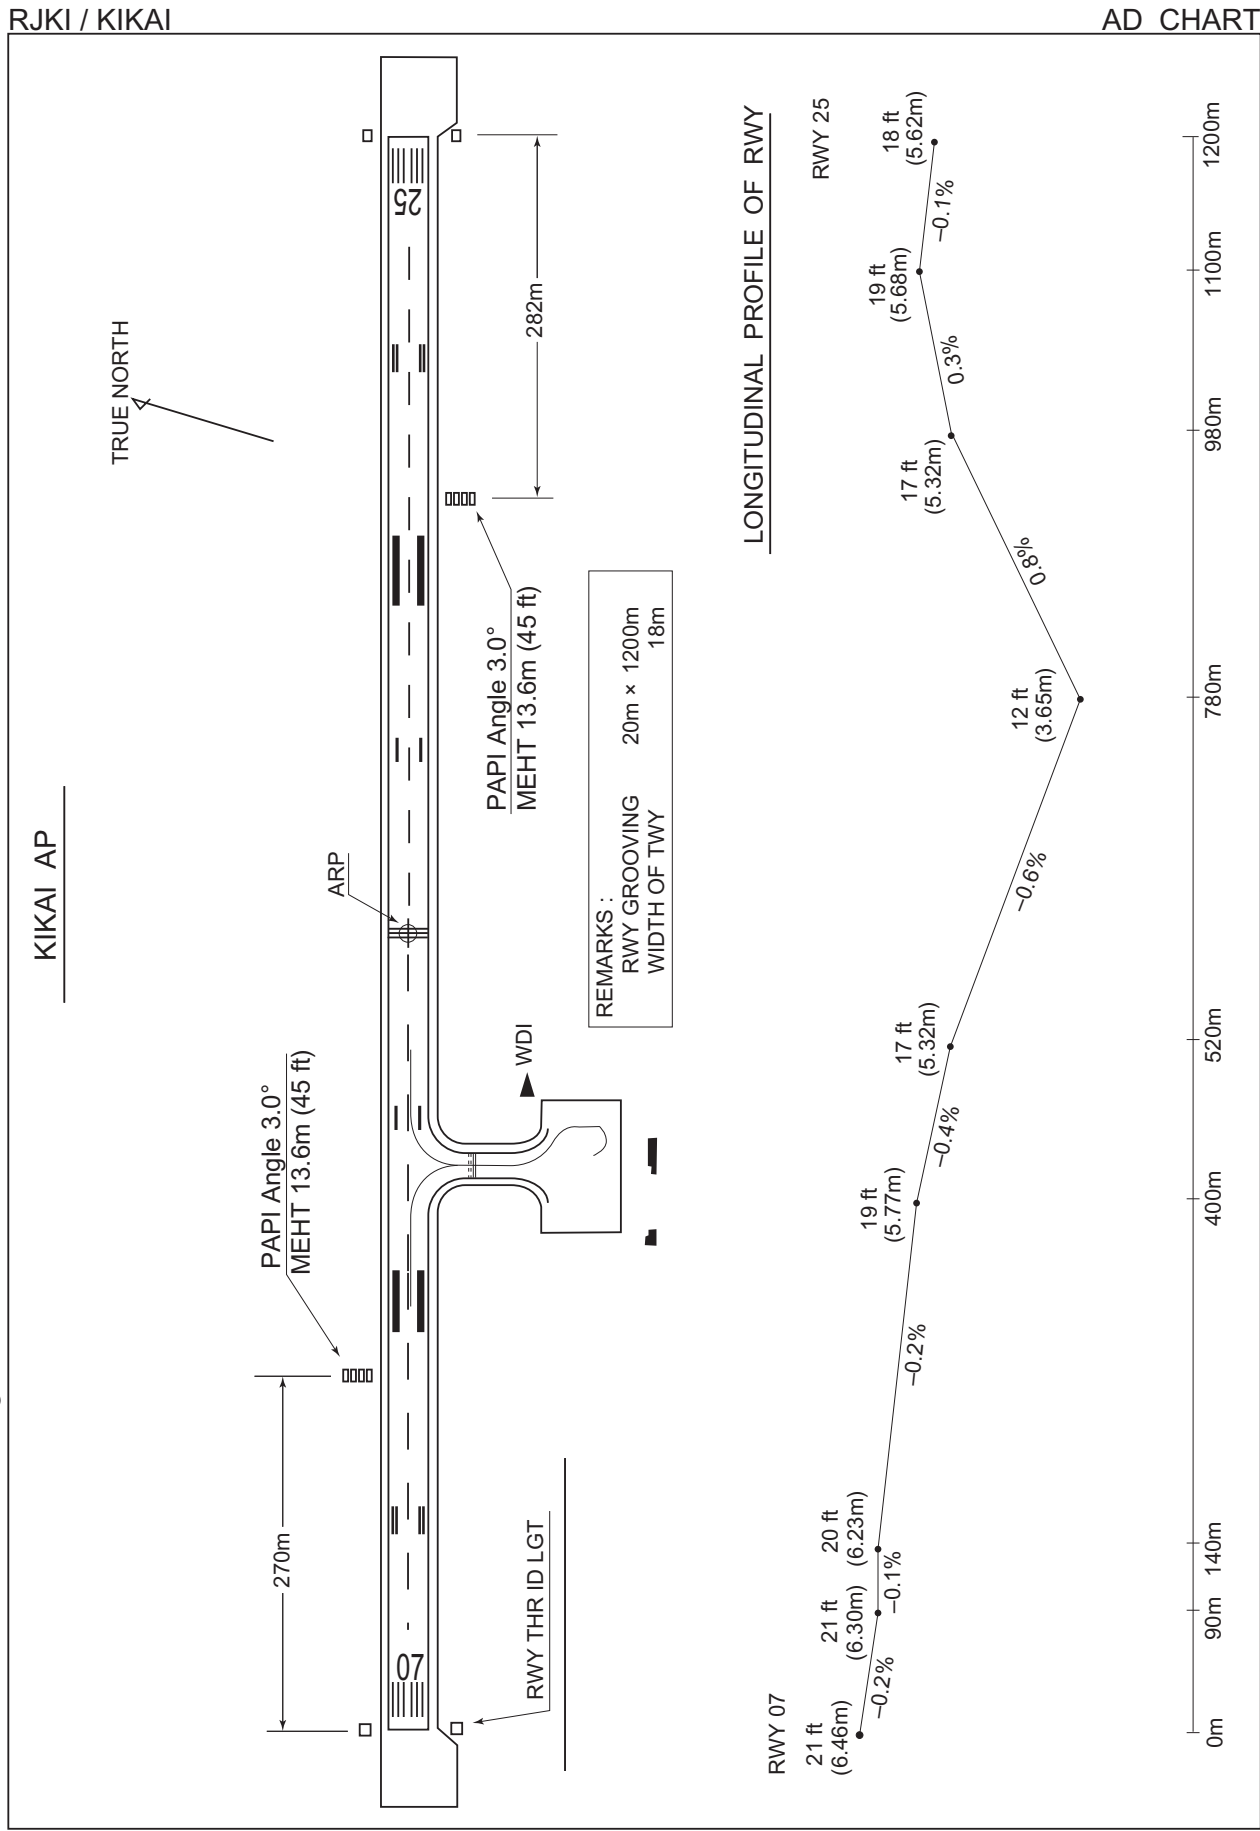 RJKI / KIKAI
AD CHART
KIKAI AP
TRUE NORTH
PAPI Angle 3.0°
MEHT 13.6m (45 ft)
270m
ARP
07
25
282m
PAPI Angle 3.0°
MEHT 13.6m (45 ft)
RWY THR ID LGT
WDI
REMARKS :
RWY GROOVING 20m × 1200m
WIDTH OF TWY 18m
LONGITUDINAL PROFILE OF RWY
RWY 07
RWY 25
21 ft
(6.46m)
–0.2%
21 ft
(6.30m)
–0.1%
20 ft
(6.23m)
–0.2%
19 ft
(5.77m)
–0.4%
17 ft
(5.32m)
–0.6%
12 ft
(3.65m)
0.8%
17 ft
(5.32m)
0.3%
19 ft
(5.68m)
–0.1%
18 ft
(5.62m)
0m
90m
140m
400m
520m
780m
980m
1100m
1200m